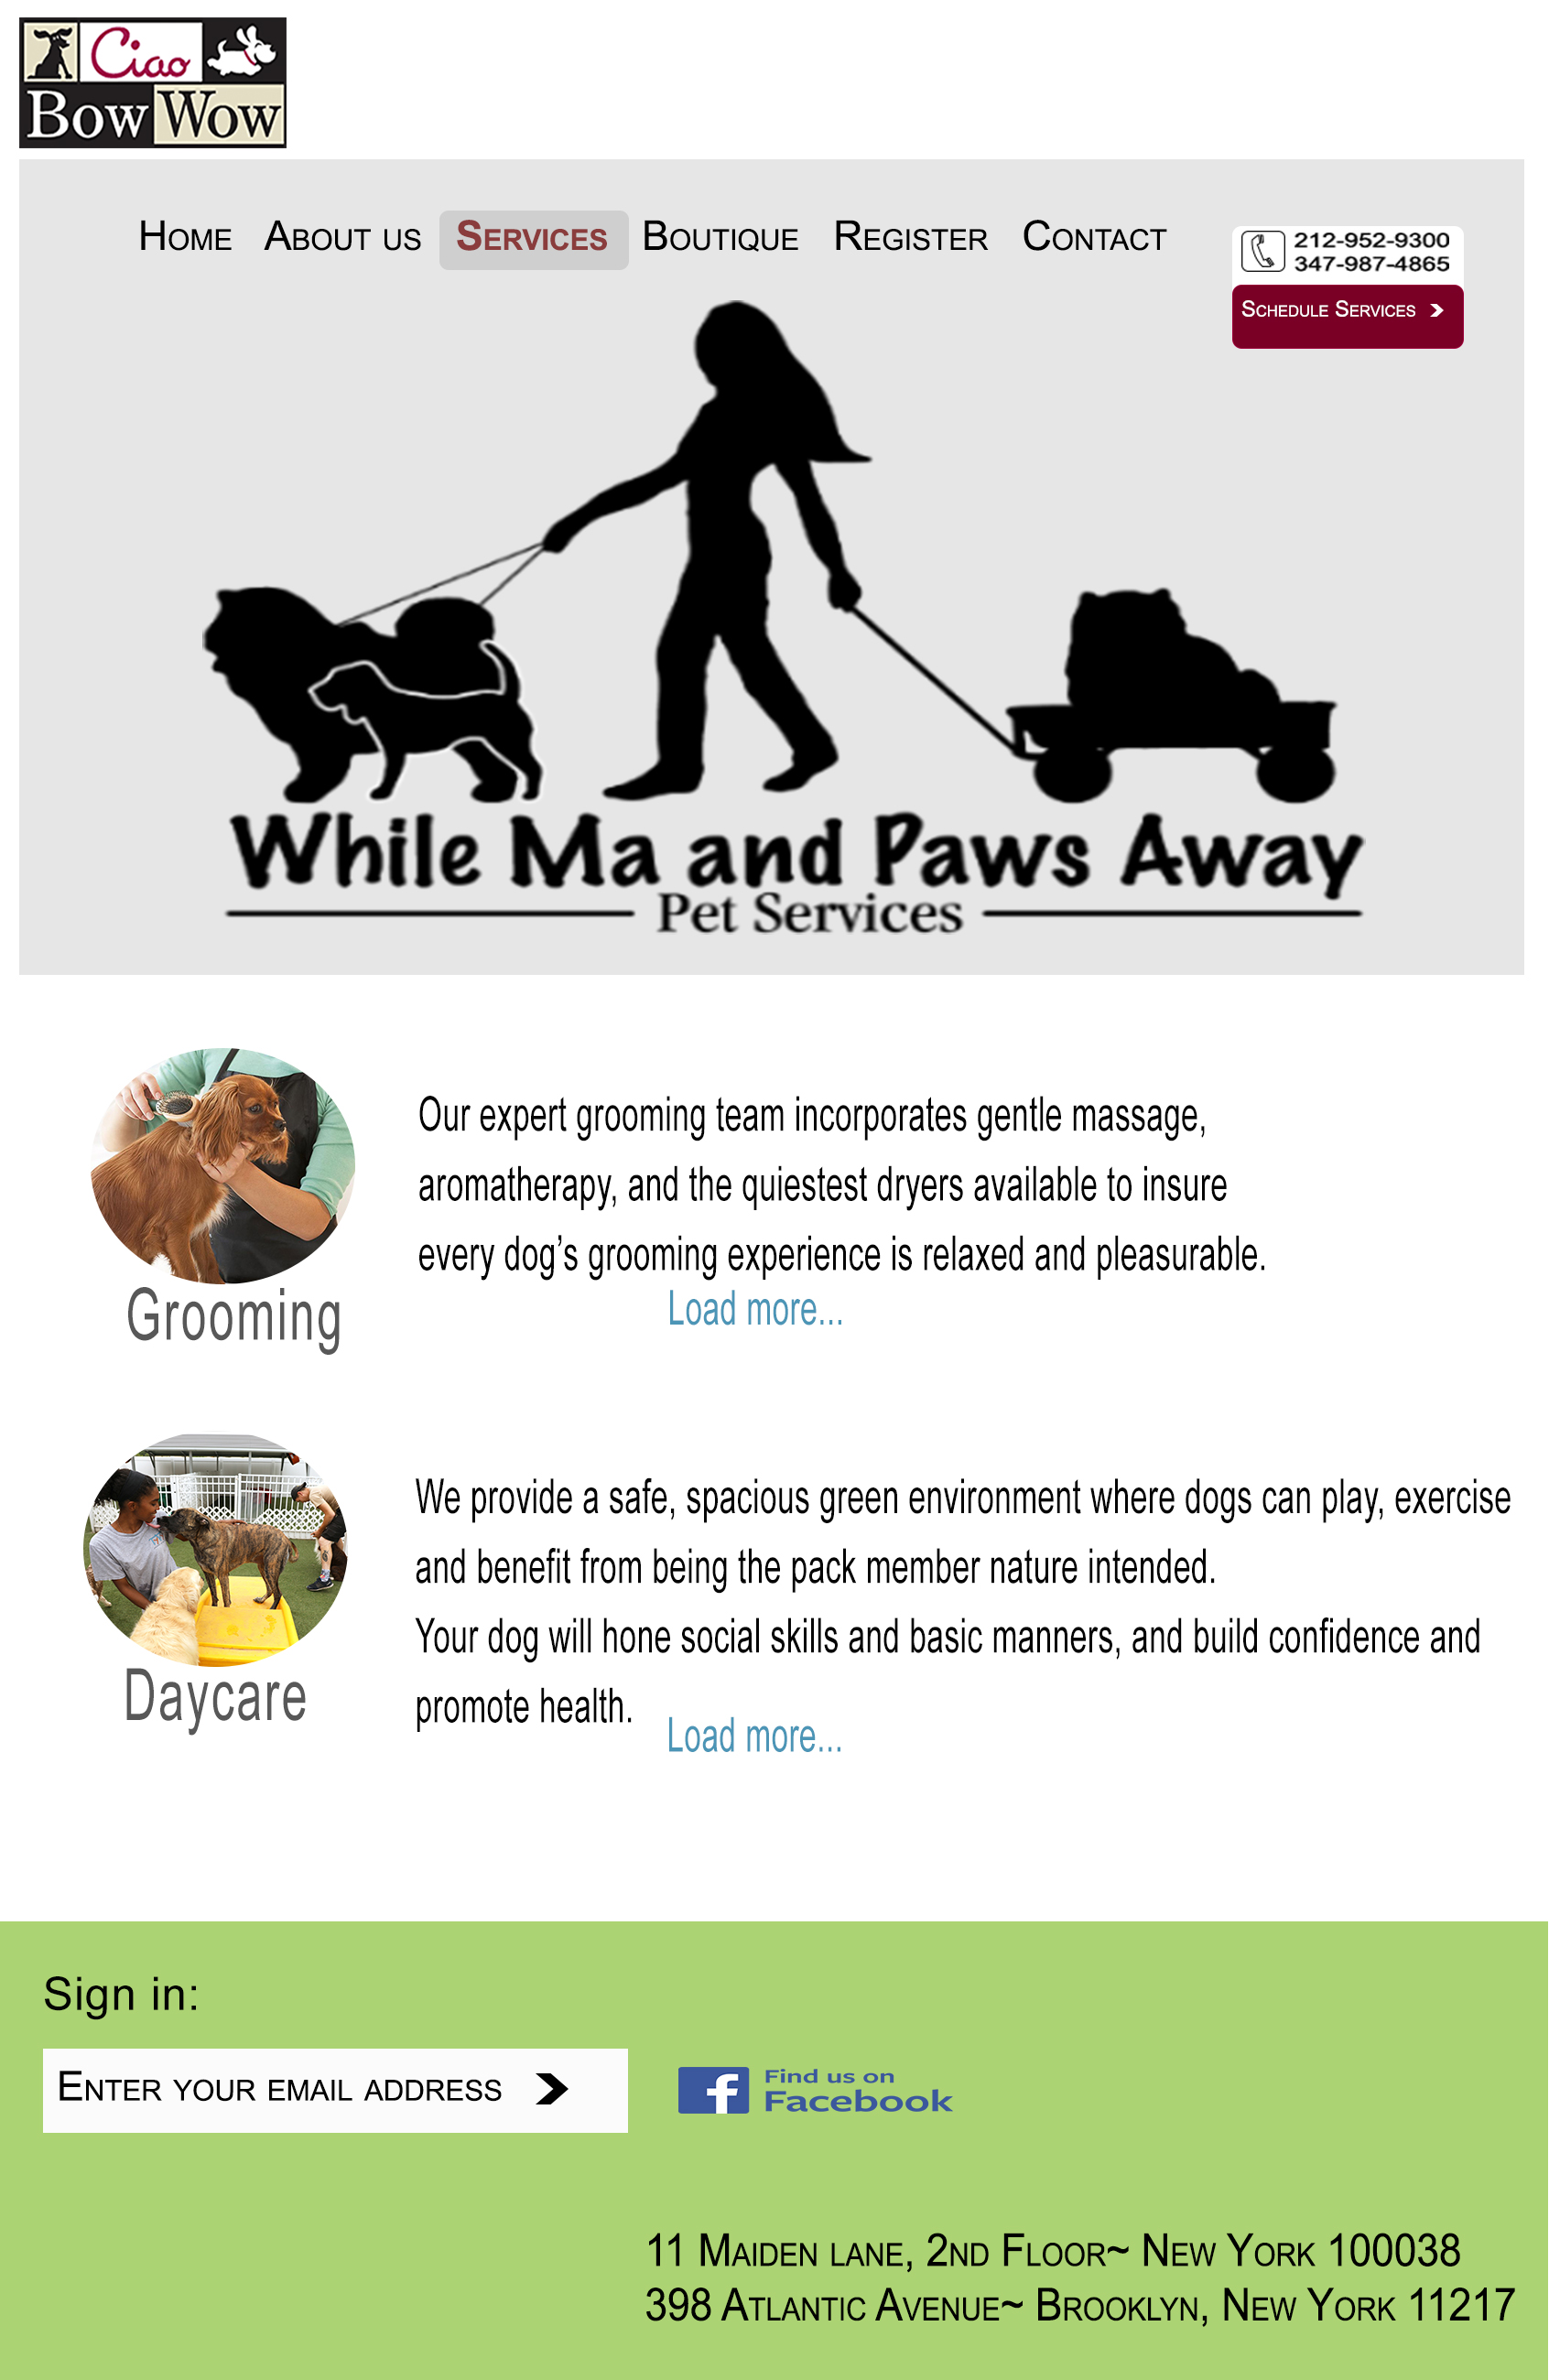 Ciao
Bow Wow
Home About us Services Boutique Register Contact
212-952-9300
347-987-4865
Schedule Services
While Ma and Paws Away
Pet Services
Our expert grooming team incorporates gentle massage,
aromatherapy, and the quiestest dryers available to insure
every dog’s grooming experience is relaxed and pleasurable.
Load more...
Grooming
We provide a safe, spacious green environment where dogs can play, exercise
and benefit from being the pack member nature intended.
Your dog will hone social skills and basic manners, and build confidence and
promote health.
Load more...
Daycare
Sign in:
Enter your email address
Find us on
Facebook
11 Maiden lane, 2nd Floor~ New York 100038
398 Atlantic Avenue~ Brooklyn, New York 11217